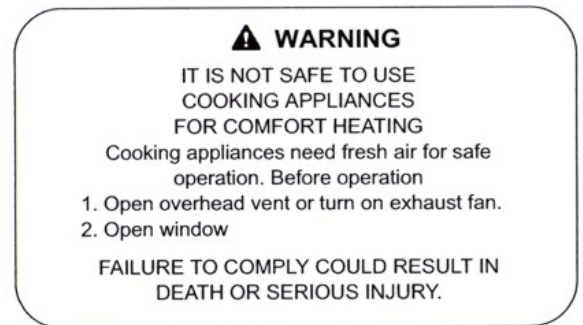 WARNING
IT IS NOT SAFE TO USE
COOKING APPLIANCES
FOR COMFORT HEATING
Cooking appliances need fresh air for safe
operation. Before operation
1. Open overhead vent or turn on exhaust fan.
2. Open window
FAILURE TO COMPLY COULD RESULT IN
DEATH OR SERIOUS INJURY.